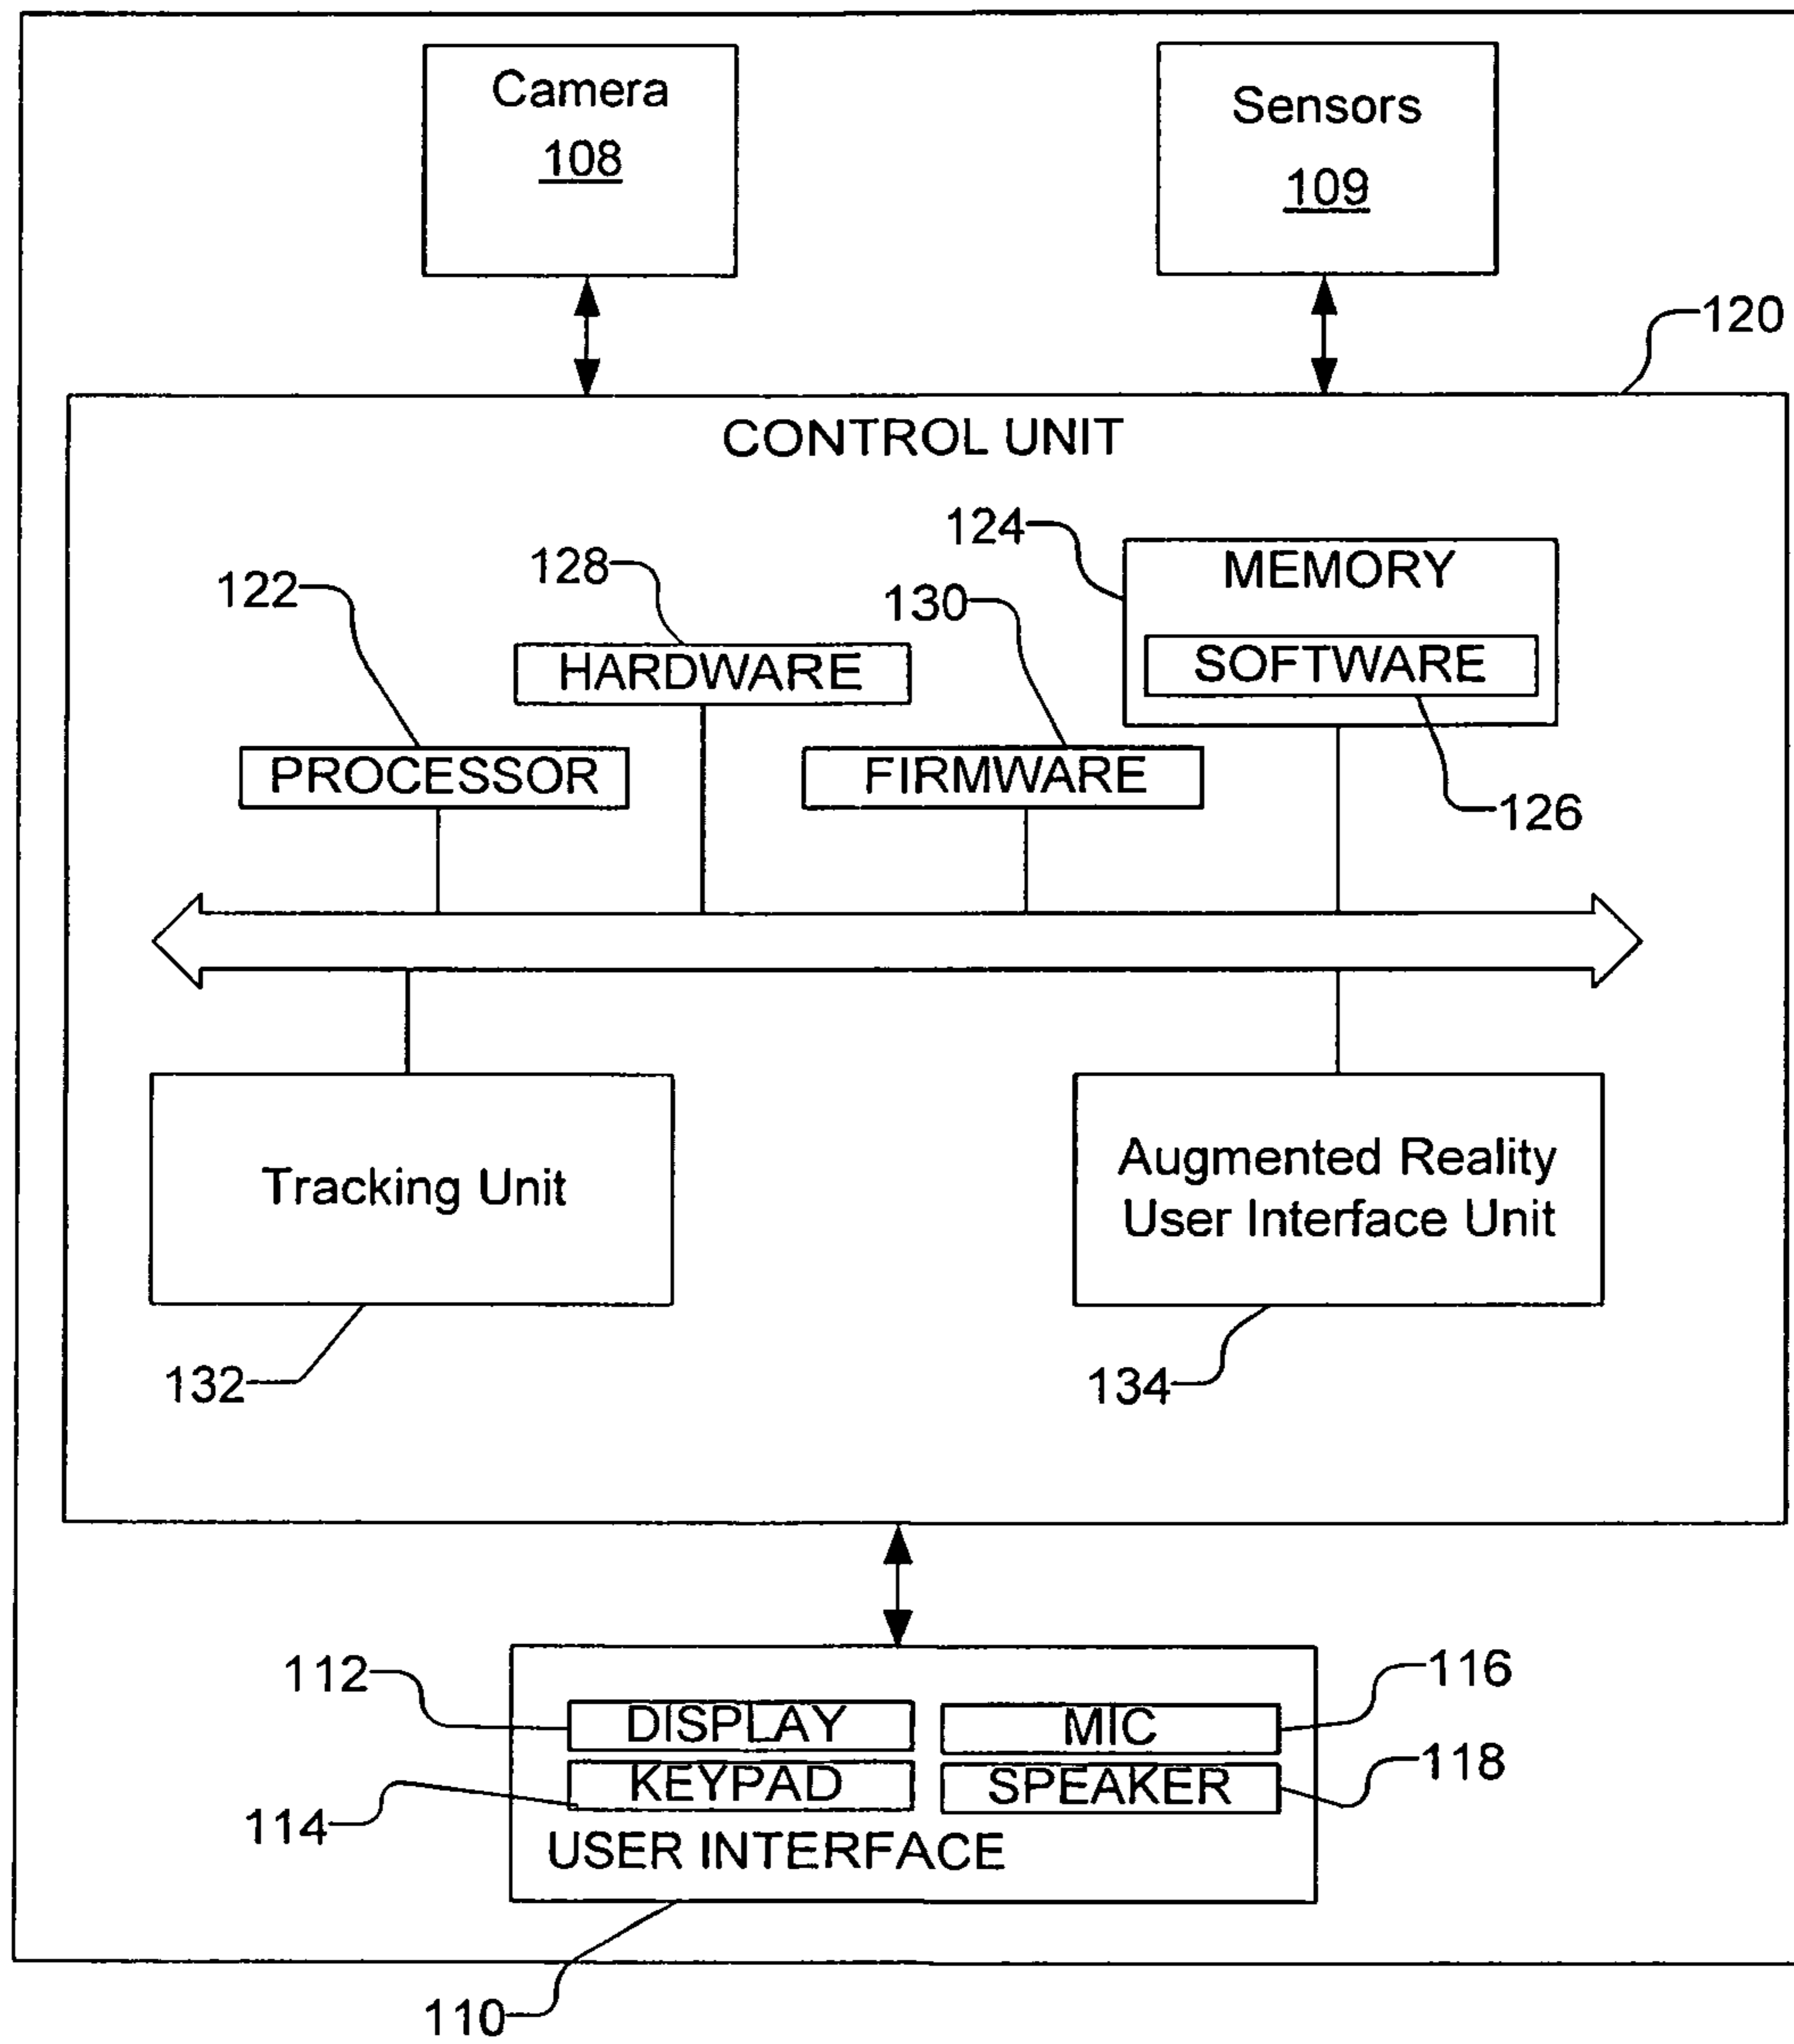 Camera
108
Sensors
109
120
CONTROL UNIT
124
MEMORY
128
122
130
HARDWARE
SOFTWARE
PROCESSOR
FIRMWARE
126
Tracking Unit
Augmented Reality
User Interface Unit
132
134
112
116
DISPLAY
MIC
KEYPAD
SPEAKER
118
114
USER INTERFACE
110